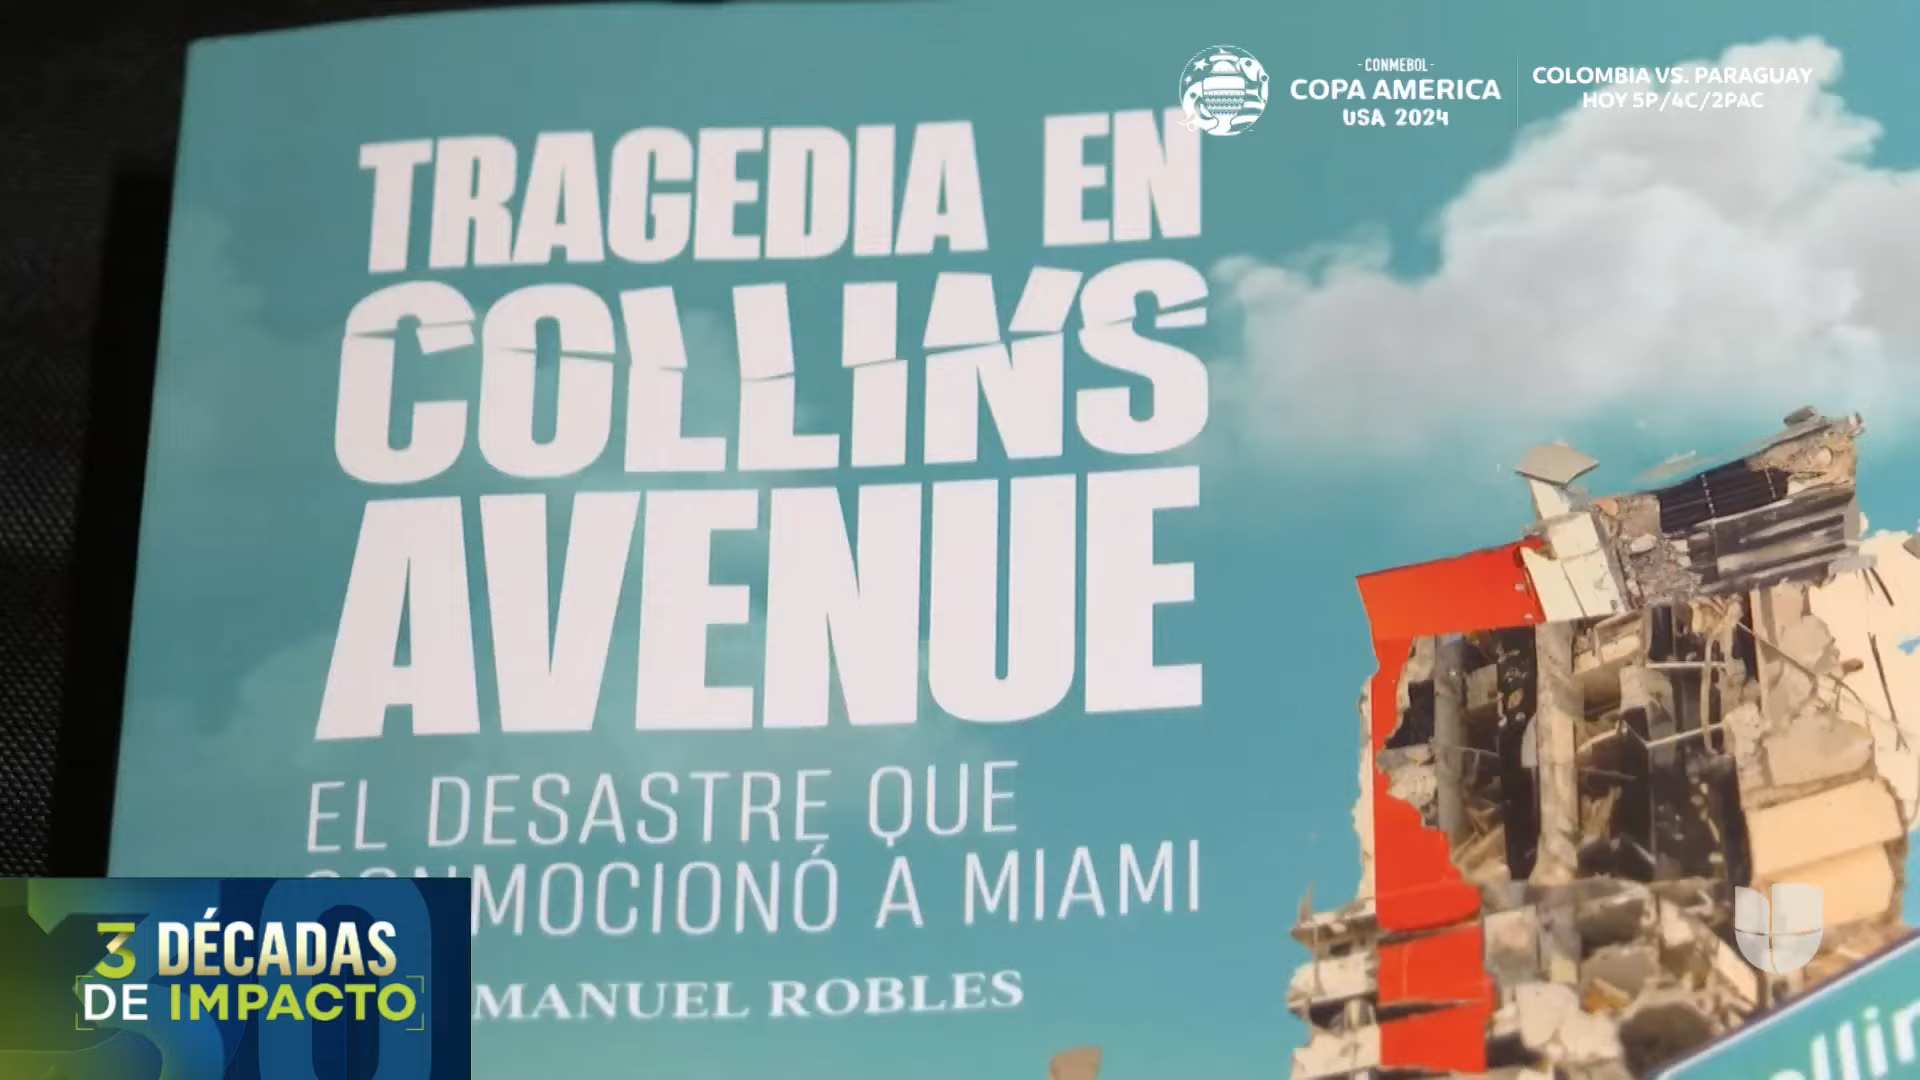 TRAGEDIA EN
COLLINS
AVENUE
EL DESASTRE QUE
CONMOCIONÓ A MIAMI
MANUEL ROBLES
CONMEBOL
COPA AMERICA
USA 2024
COLOMBIA VS. PARAGUAY
HOY 5P/4C/2PAC
3 DÉCADAS
DE IMPACTO